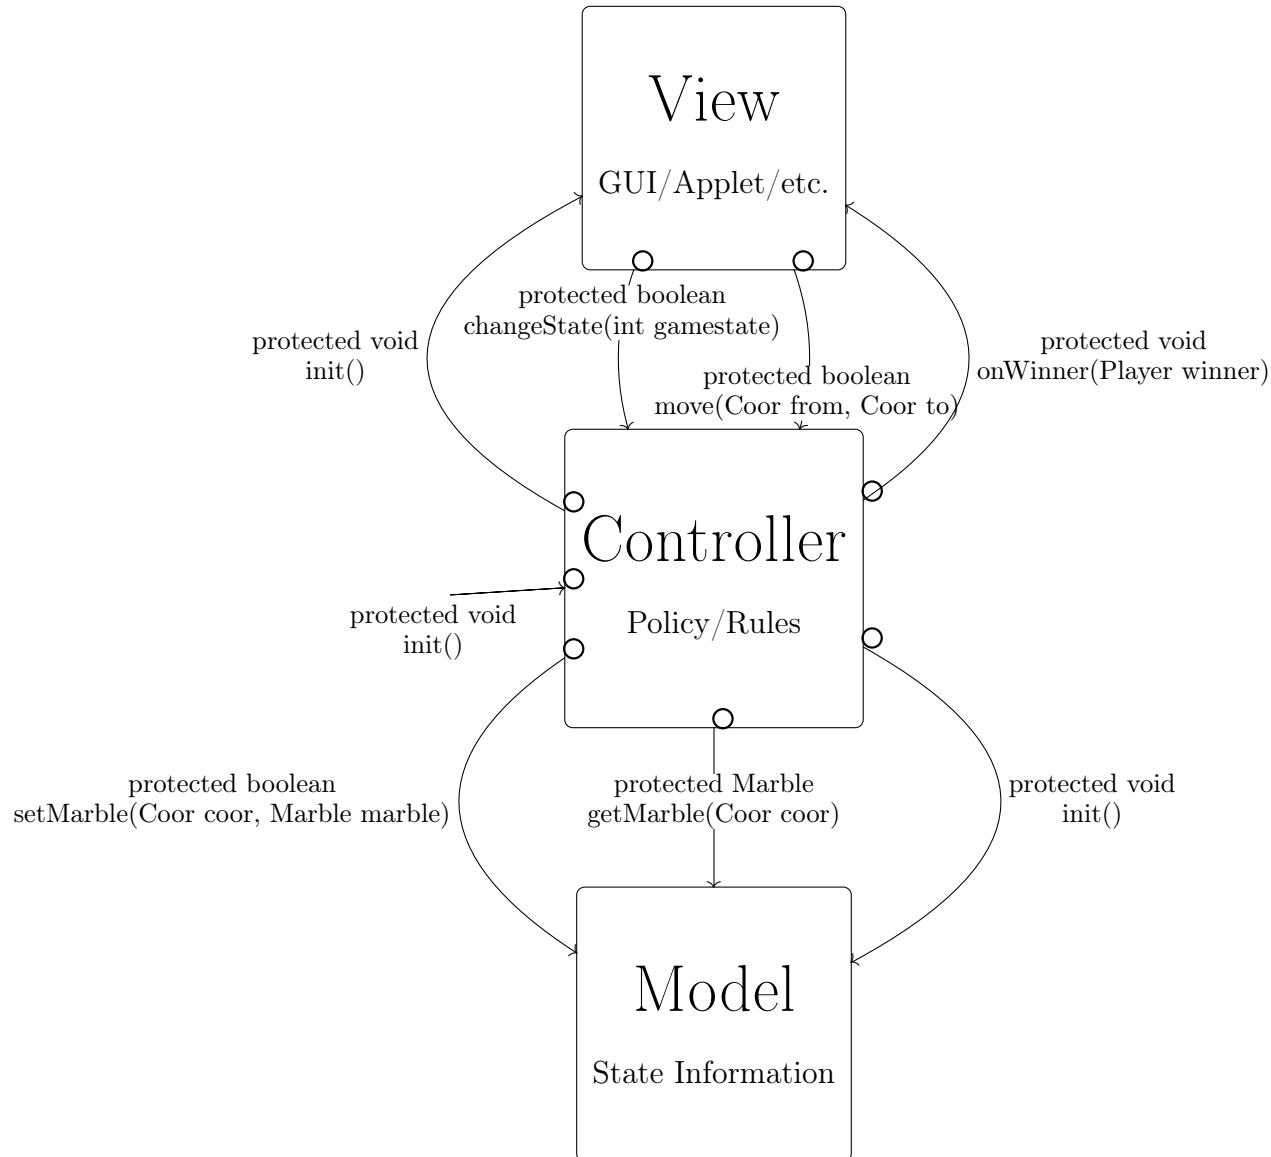 View
GUI/Applet/etc.
protected boolean
changeState(int gamestate)
protected void
init()
protected void
onWinner(Player winner)
protected boolean
move(Coor from, Coor to)
Controller
Policy/Rules
protected void
init()
protected boolean
setMarble(Coor coor, Marble marble)
protected Marble
getMarble(Coor coor)
protected void
init()
Model
State Information